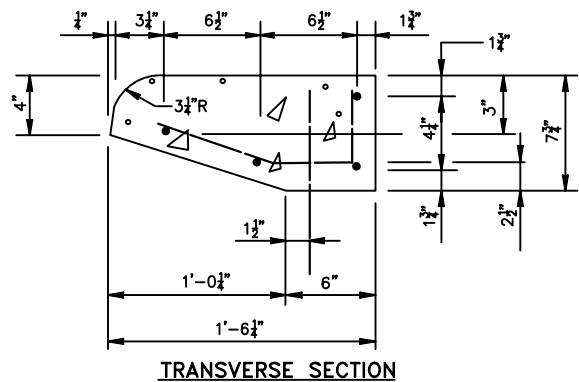 1/4" 3 1/4" 6 1/2" 6 1/2" 1 3/4"
1 3/4"
4"
3 1/4"R
4 1/4"
3"
7 3/4"
1 1/2"
1 3/4"
2 1/2"
1'-0 1/4" 6"
1'-6 1/4"
TRANSVERSE SECTION